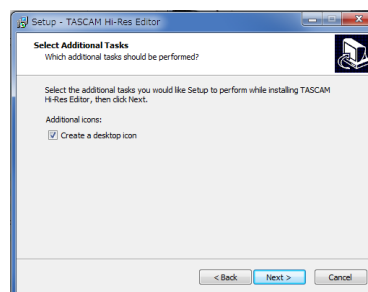 Setup - TASCAM Hi-Res Editor
Select Additional Tasks
Which additional tasks should be performed?
Select the additional tasks you would like Setup to perform while installing TASCAM
Hi-Res Editor, then click Next.
Additional icons:
Create a desktop icon
< Back Next > Cancel